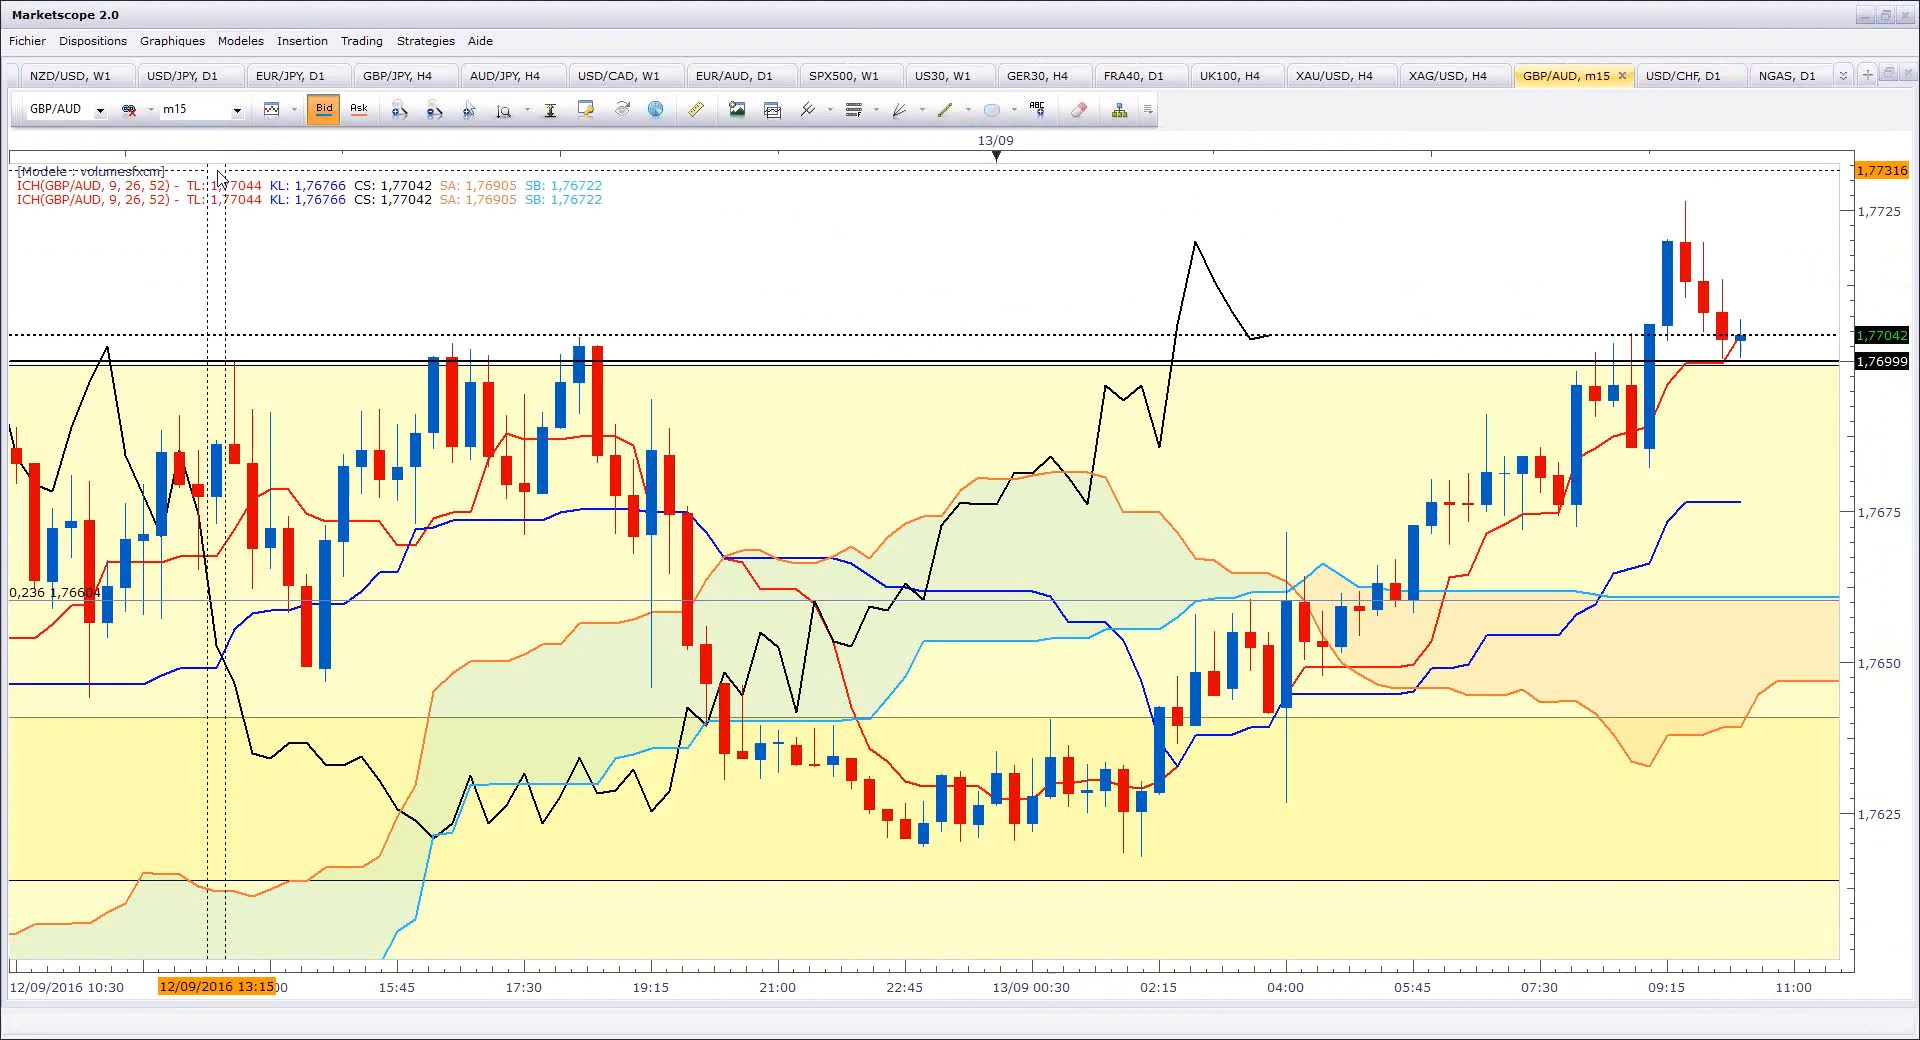 Marketscope 2.0
Fichier Dispositions Graphiques Modeles Insertion Trading Strategies Aide
NZD/USD, W1 USD/JPY, D1 EUR/JPY, D1 GBP/JPY, H4 AUD/JPY, H4 USD/CAD, W1 EUR/AUD, D1 SPX500, W1 US30, W1 GER30, H4 FRA40, D1 UK100, H4 XAU/USD, H4 XAG/USD, H4 GBP/AUD, m15 USD/CHF, D1 NGAS, D1
GBP/AUD m15 Bid Ask ABC
13/09
[Modele : volumesfxcm]
ICH(GBP/AUD, 9, 26, 52) - TL: 1,77044 KL: 1,76766 CS: 1,77042 SA: 1,76905 SB: 1,76722
ICH(GBP/AUD, 9, 26, 52) - TL: 1,77044 KL: 1,76766 CS: 1,77042 SA: 1,76905 SB: 1,76722
1,77316
1,7725
1,77042
1,76999
1,7675
0,236 1,76604
1,7650
1,7625
12/09/2016 10:30 12/09/2016 13:15 15:45 17:30 19:15 21:00 22:45 13/09 00:30 02:15 04:00 05:45 07:30 09:15 11:00